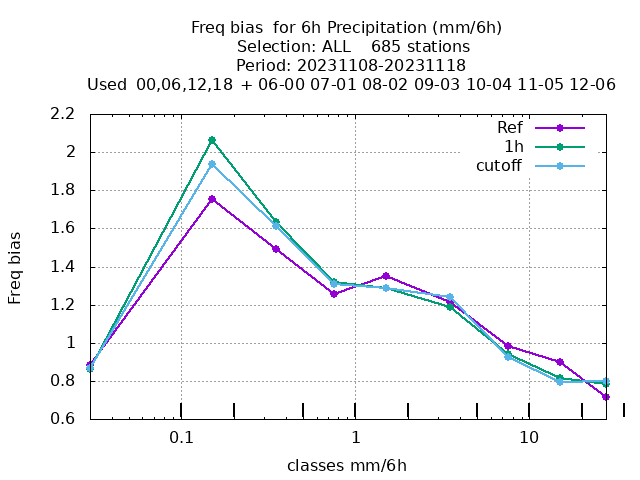 Freq bias  for 6h Precipitation (mm/6h)
Selection: ALL    685 stations
Period: 20231108-20231118
Used  00,06,12,18  + 06-00 07-01 08-02 09-03 10-04 11-05 12-06
2.2
2
1.8
1.6
1.4
1.2
1
0.8
0.6
Freq bias
Ref
1h
cutoff
0.1 1 10
classes mm/6h